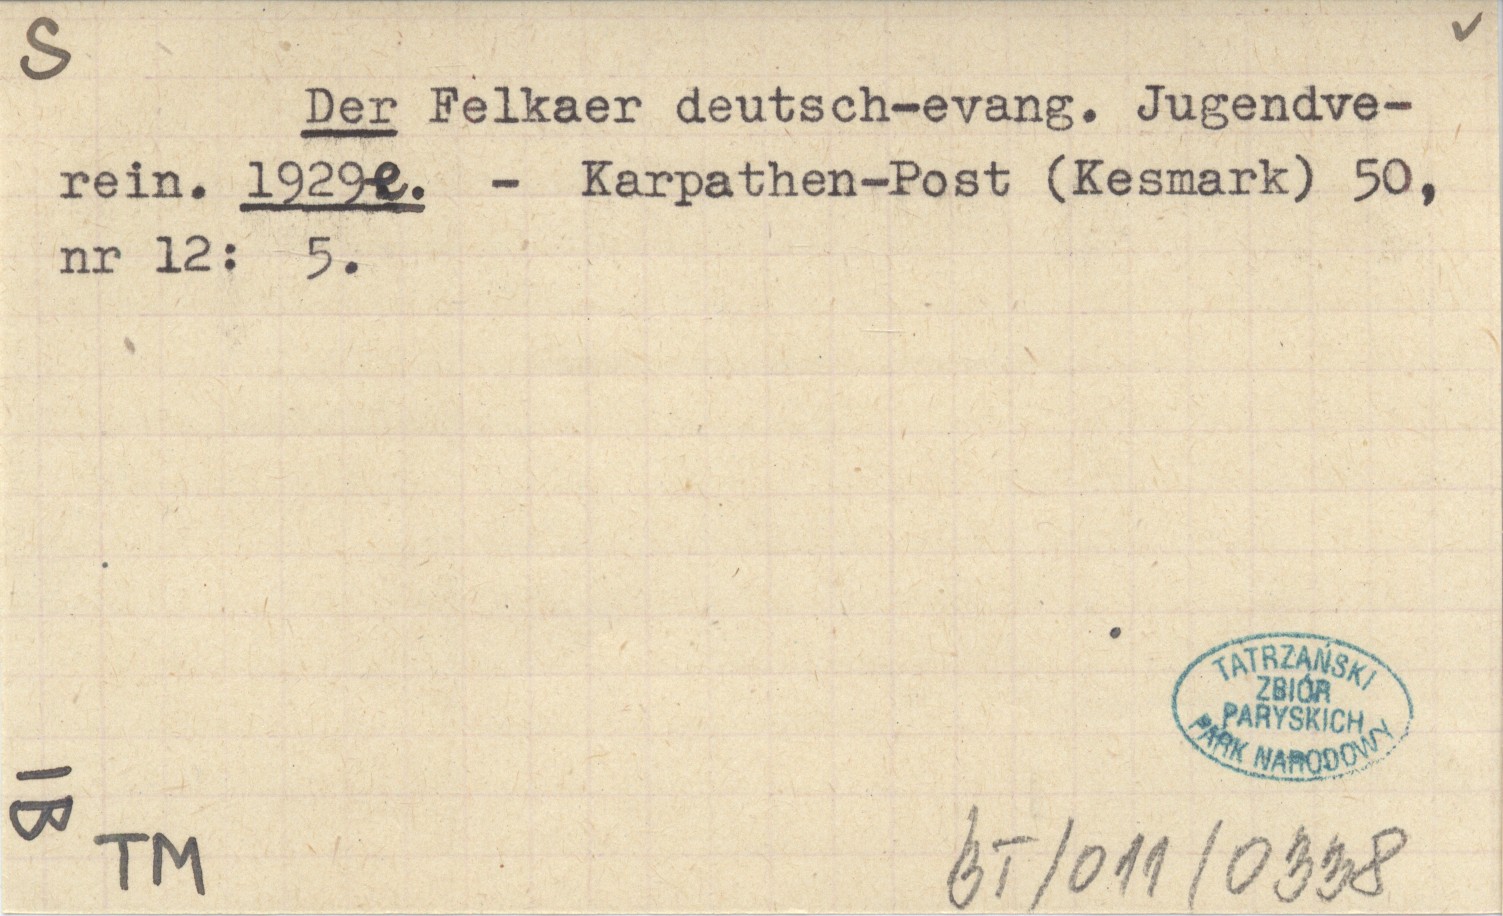 S ✓
Der Felkaer deutsch-evang. Jugendve-
rein. 1929e. - Karpathen-Post (Kesmark) 50,
nr 12: 5.
TATRZAŃSKI
ZBIÓR
PARYSKICH
PARK NARODOWY
IB
TM
BT/011/0338